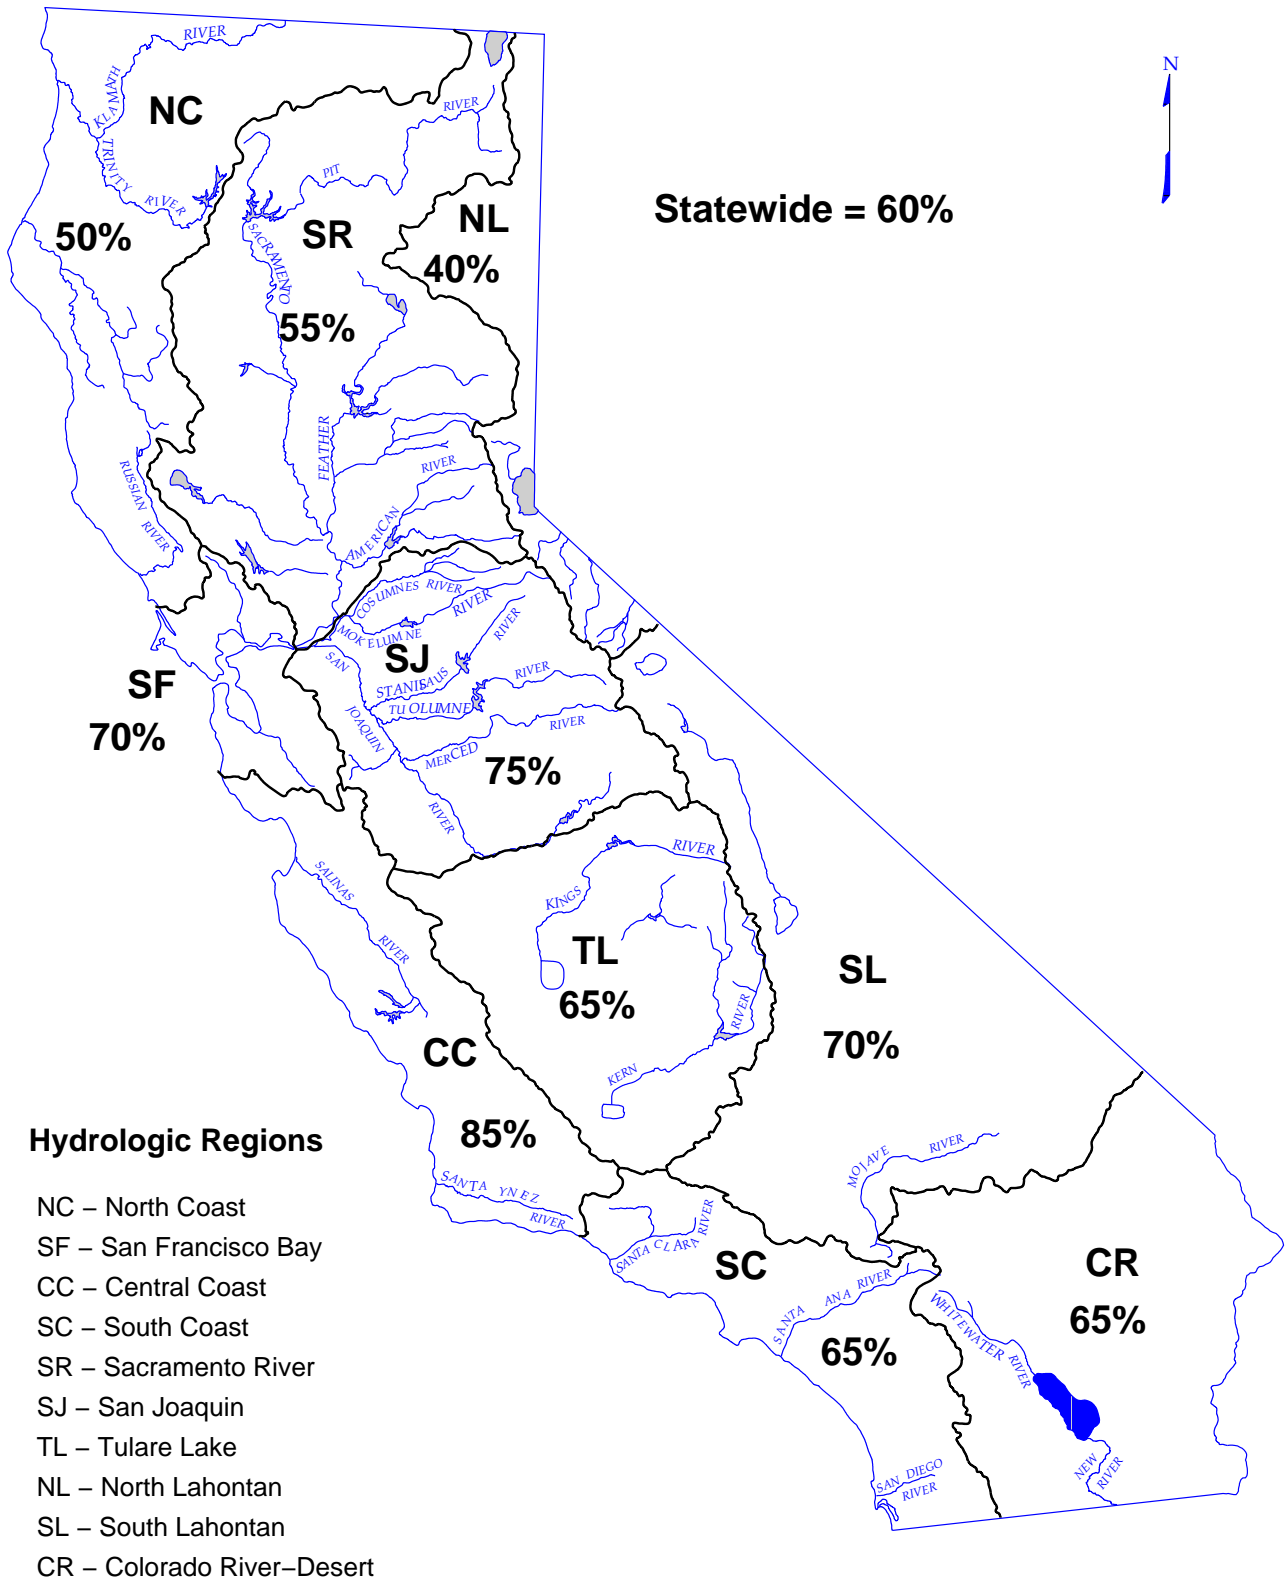 RIVER
KLAMATH
NC
TRINITY RIVER
50%
N
RIVER
PIT
SR
SACRAMENTO
55%
NL
40%
Statewide = 60%
FEATHER
RIVER
AMERICAN
RUSSIAN RIVER
COSUMNES RIVER
MOKELUMNE
RIVER
SAN
JOAQUIN
RIVER
SJ
STANISLAUS
RIVER
TUOLUMNE
RIVER
MERCED
RIVER
75%
SF
70%
SALINAS
RIVER
KINGS
RIVER
TL
65%
RIVER
KERN
SL
70%
CC
85%
SANTA YNEZ
RIVER
SANTA CLARA RIVER
SC
MOJAVE
RIVER
SANTA ANA RIVER
65%
CR
65%
WHITEWATER
RIVER
NEW
RIVER
SAN DIEGO
RIVER
Hydrologic Regions
NC – North Coast
SF – San Francisco Bay
CC – Central Coast
SC – South Coast
SR – Sacramento River
SJ – San Joaquin
TL – Tulare Lake
NL – North Lahontan
SL – South Lahontan
CR – Colorado River–Desert